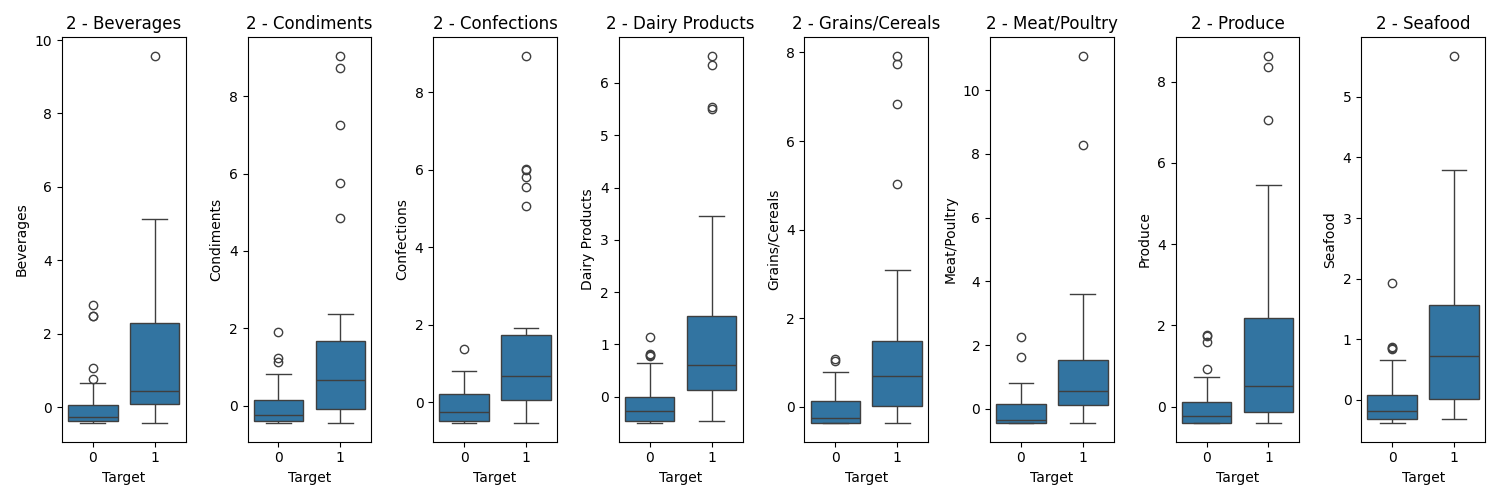 2 - Beverages
10
8
6
4
2
0
Beverages
0 1
Target
2 - Condiments
8
6
4
2
0
Condiments
0 1
Target
2 - Confections
8
6
4
2
0
Confections
0 1
Target
2 - Dairy Products
6
5
4
3
2
1
0
Dairy Products
0 1
Target
2 - Grains/Cereals
8
6
4
2
0
Grains/Cereals
0 1
Target
2 - Meat/Poultry
10
8
6
4
2
0
Meat/Poultry
0 1
Target
2 - Produce
8
6
4
2
0
Produce
0 1
Target
2 - Seafood
5
4
3
2
1
0
Seafood
0 1
Target